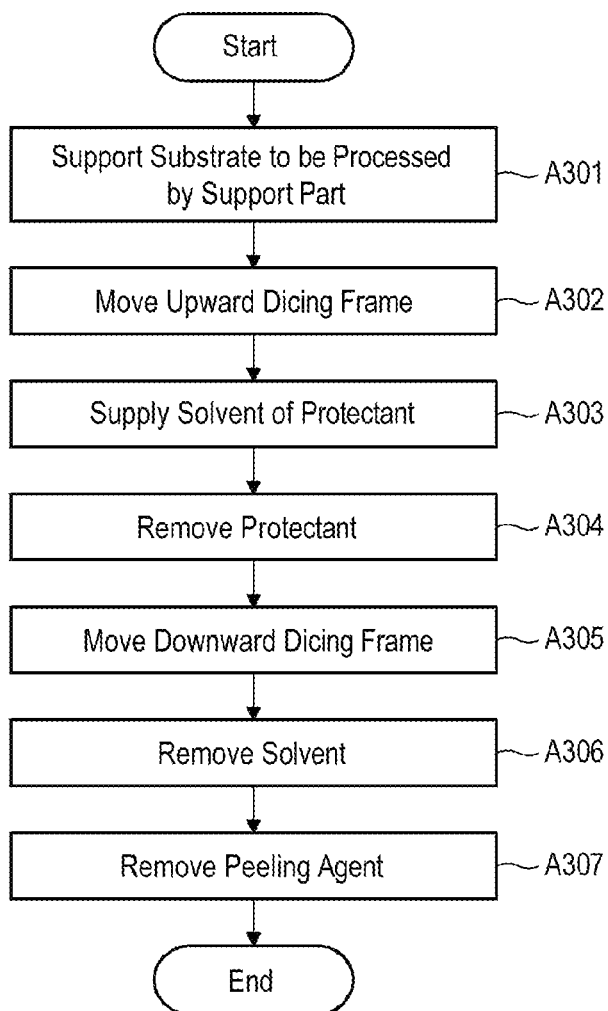 Start
Support Substrate to be Processed
by Support Part
A301
Move Upward Dicing Frame
A302
Supply Solvent of Protectant
A303
Remove Protectant
A304
Move Downward Dicing Frame
A305
Remove Solvent
A306
Remove Peeling Agent
A307
End